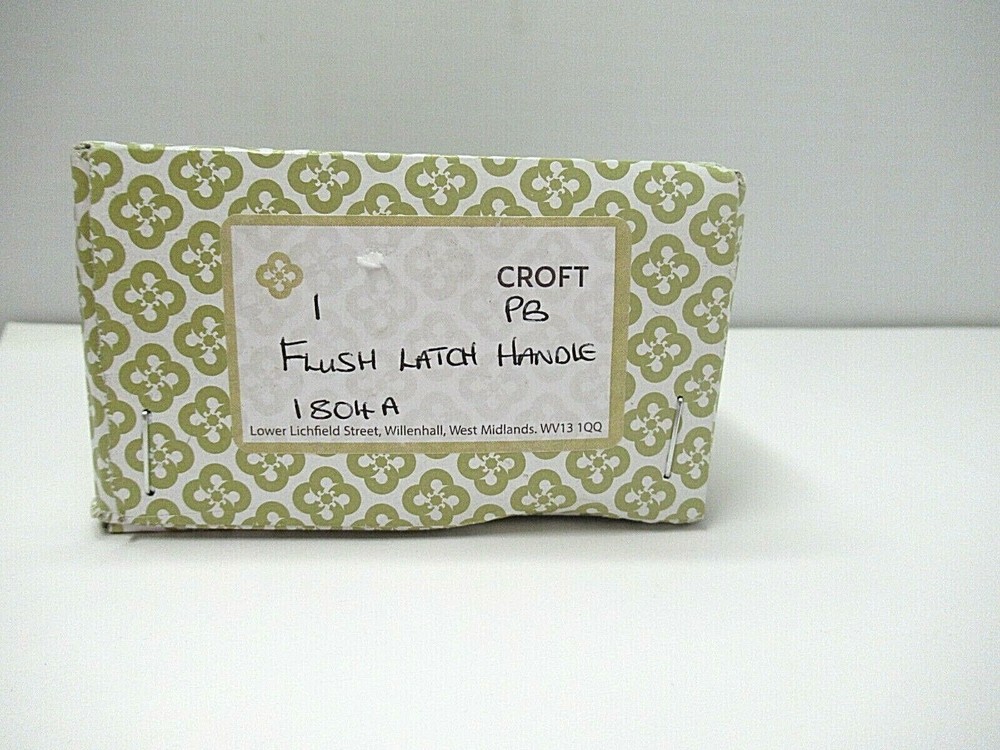 CROFT
1 PB
FLUSH LATCH HANDLE
1804A
Lower Lichfield Street, Willenhall, West Midlands. WV13 1QQ